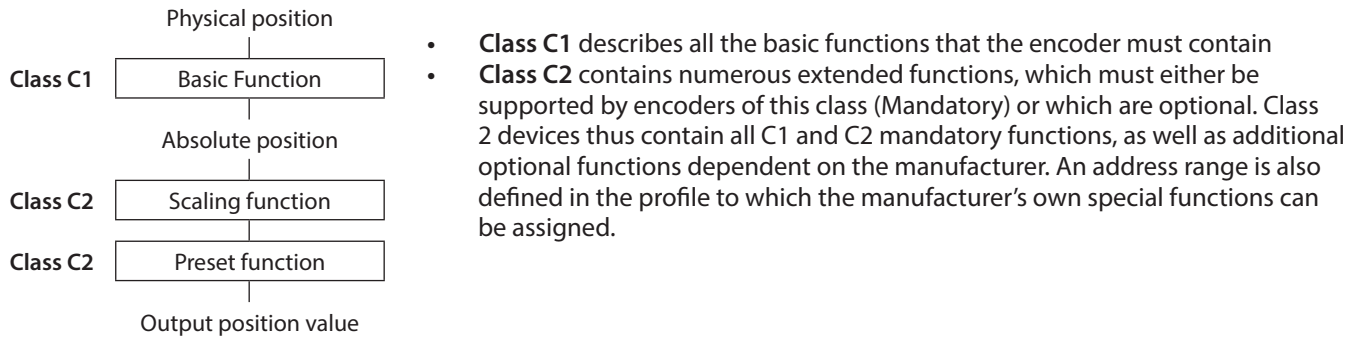 Physical position
Class C1 Basic Function
Absolute position
Class C2 Scaling function
Class C2 Preset function
Output position value
• Class C1 describes all the basic functions that the encoder must contain
• Class C2 contains numerous extended functions, which must either be
supported by encoders of this class (Mandatory) or which are optional. Class
2 devices thus contain all C1 and C2 mandatory functions, as well as additional
optional functions dependent on the manufacturer. An address range is also
defined in the profile to which the manufacturer's own special functions can
be assigned.